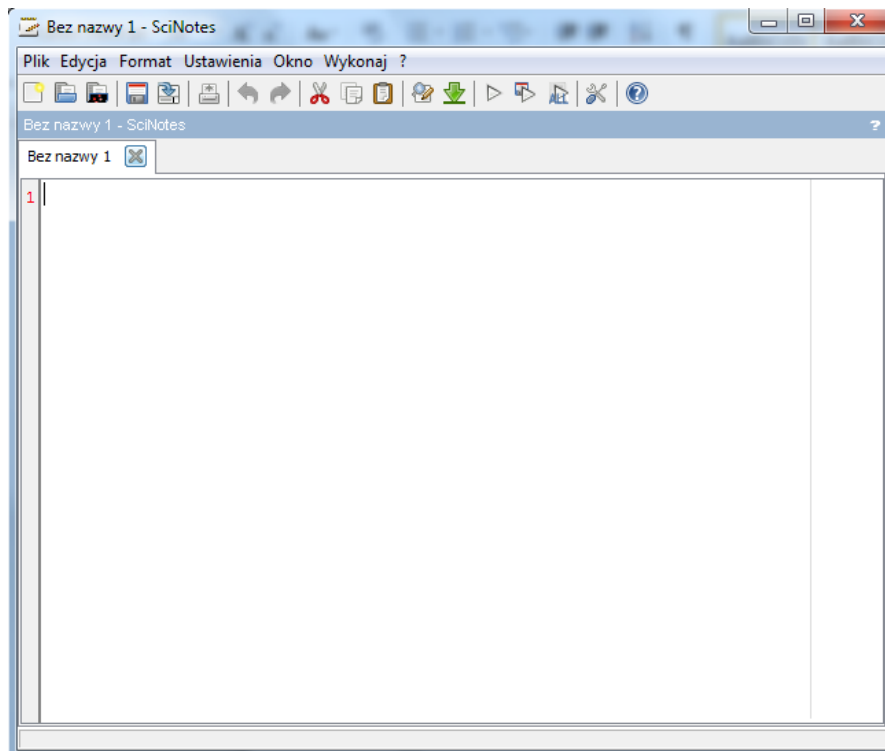 Bez nazwy 1 - SciNotes
Plik Edycja Format Ustawienia Okno Wykonaj ?
Bez nazwy 1 - SciNotes ?
Bez nazwy 1
1